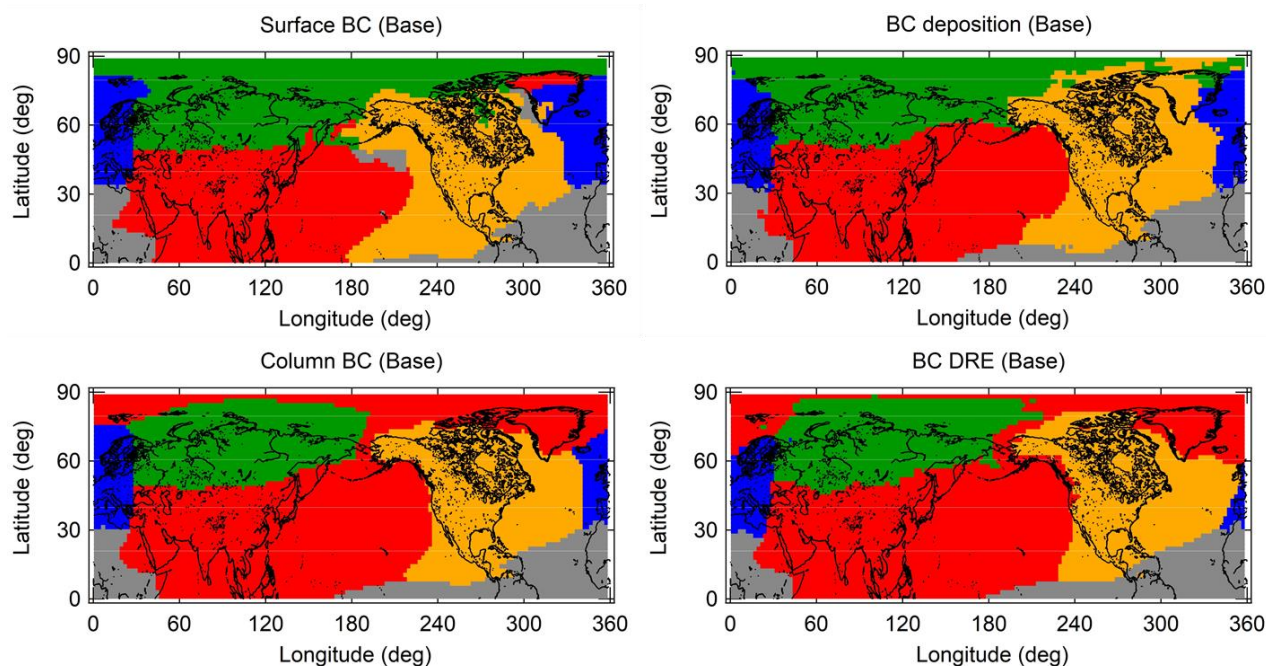 Surface BC (Base)
90
60
30
0
Latitude (deg)
0 60 120 180 240 300 360
Longitude (deg)
BC deposition (Base)
90
60
30
0
Latitude (deg)
0 60 120 180 240 300 360
Longitude (deg)
Column BC (Base)
90
60
30
0
Latitude (deg)
0 60 120 180 240 300 360
Longitude (deg)
BC DRE (Base)
90
60
30
0
Latitude (deg)
0 60 120 180 240 300 360
Longitude (deg)